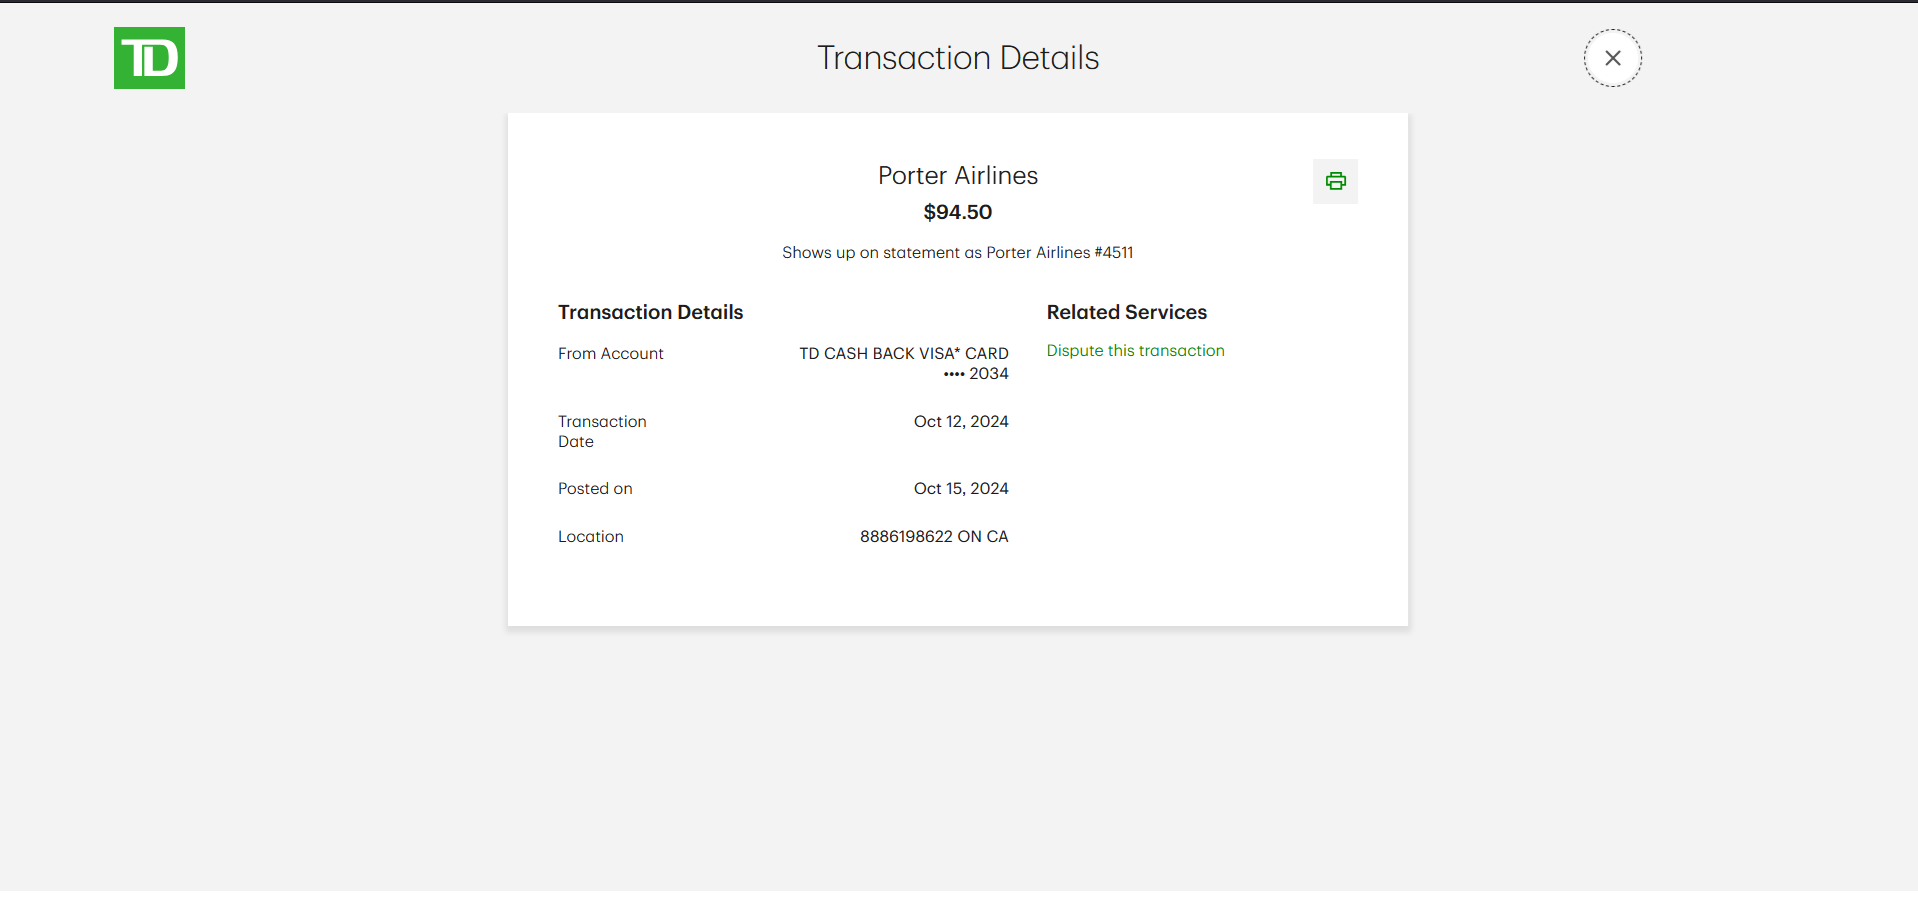 TD
Transaction Details
Porter Airlines
$94.50
Shows up on statement as Porter Airlines #4511
Transaction Details
From Account
TD CASH BACK VISA* CARD
•••• 2034
Transaction
Date
Oct 12, 2024
Posted on
Oct 15, 2024
Location
8886198622 ON CA
Related Services
Dispute this transaction